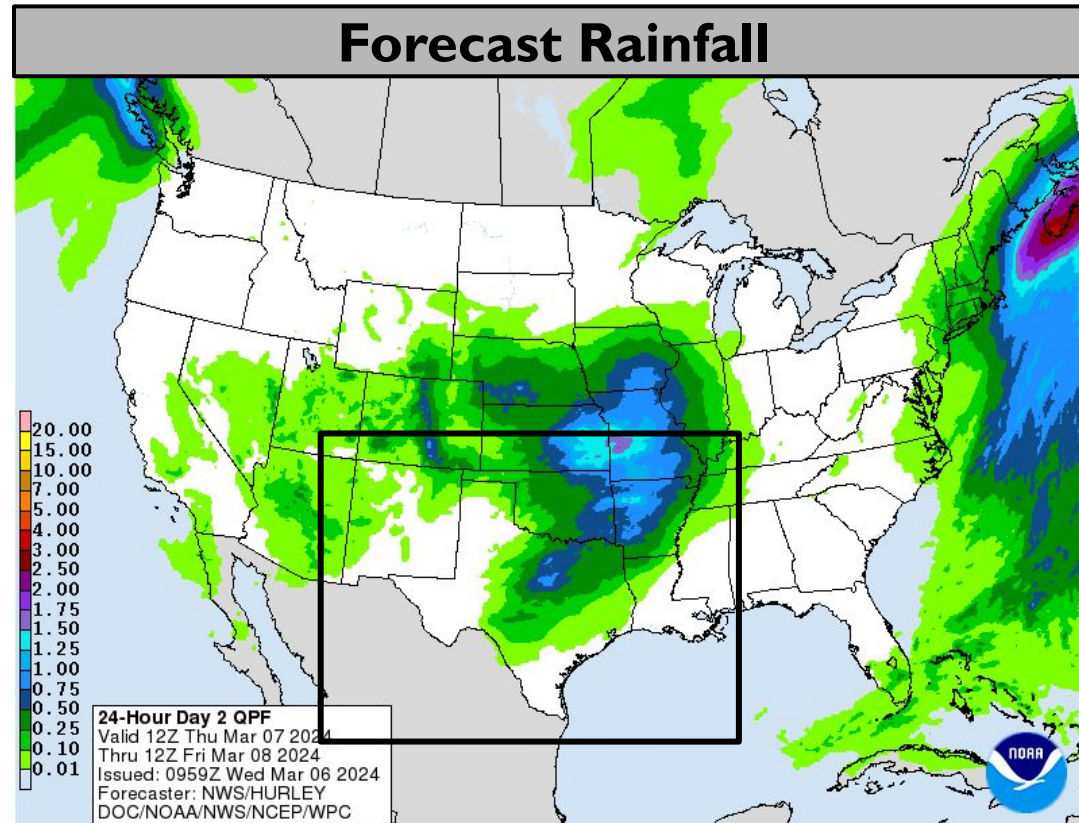 Forecast Rainfall
20.00
15.00
10.00
7.00
5.00
4.00
3.00
2.50
2.00
1.75
1.50
1.25
1.00
0.75
0.50
0.25
0.10
0.01
24-Hour Day 2 QPF
Valid 12Z Thu Mar 07 2024
Thru 12Z Fri Mar 08 2024
Issued: 0959Z Wed Mar 06 2024
Forecaster: NWS/HURLEY
DOC/NOAA/NWS/NCEP/WPC
NOAA